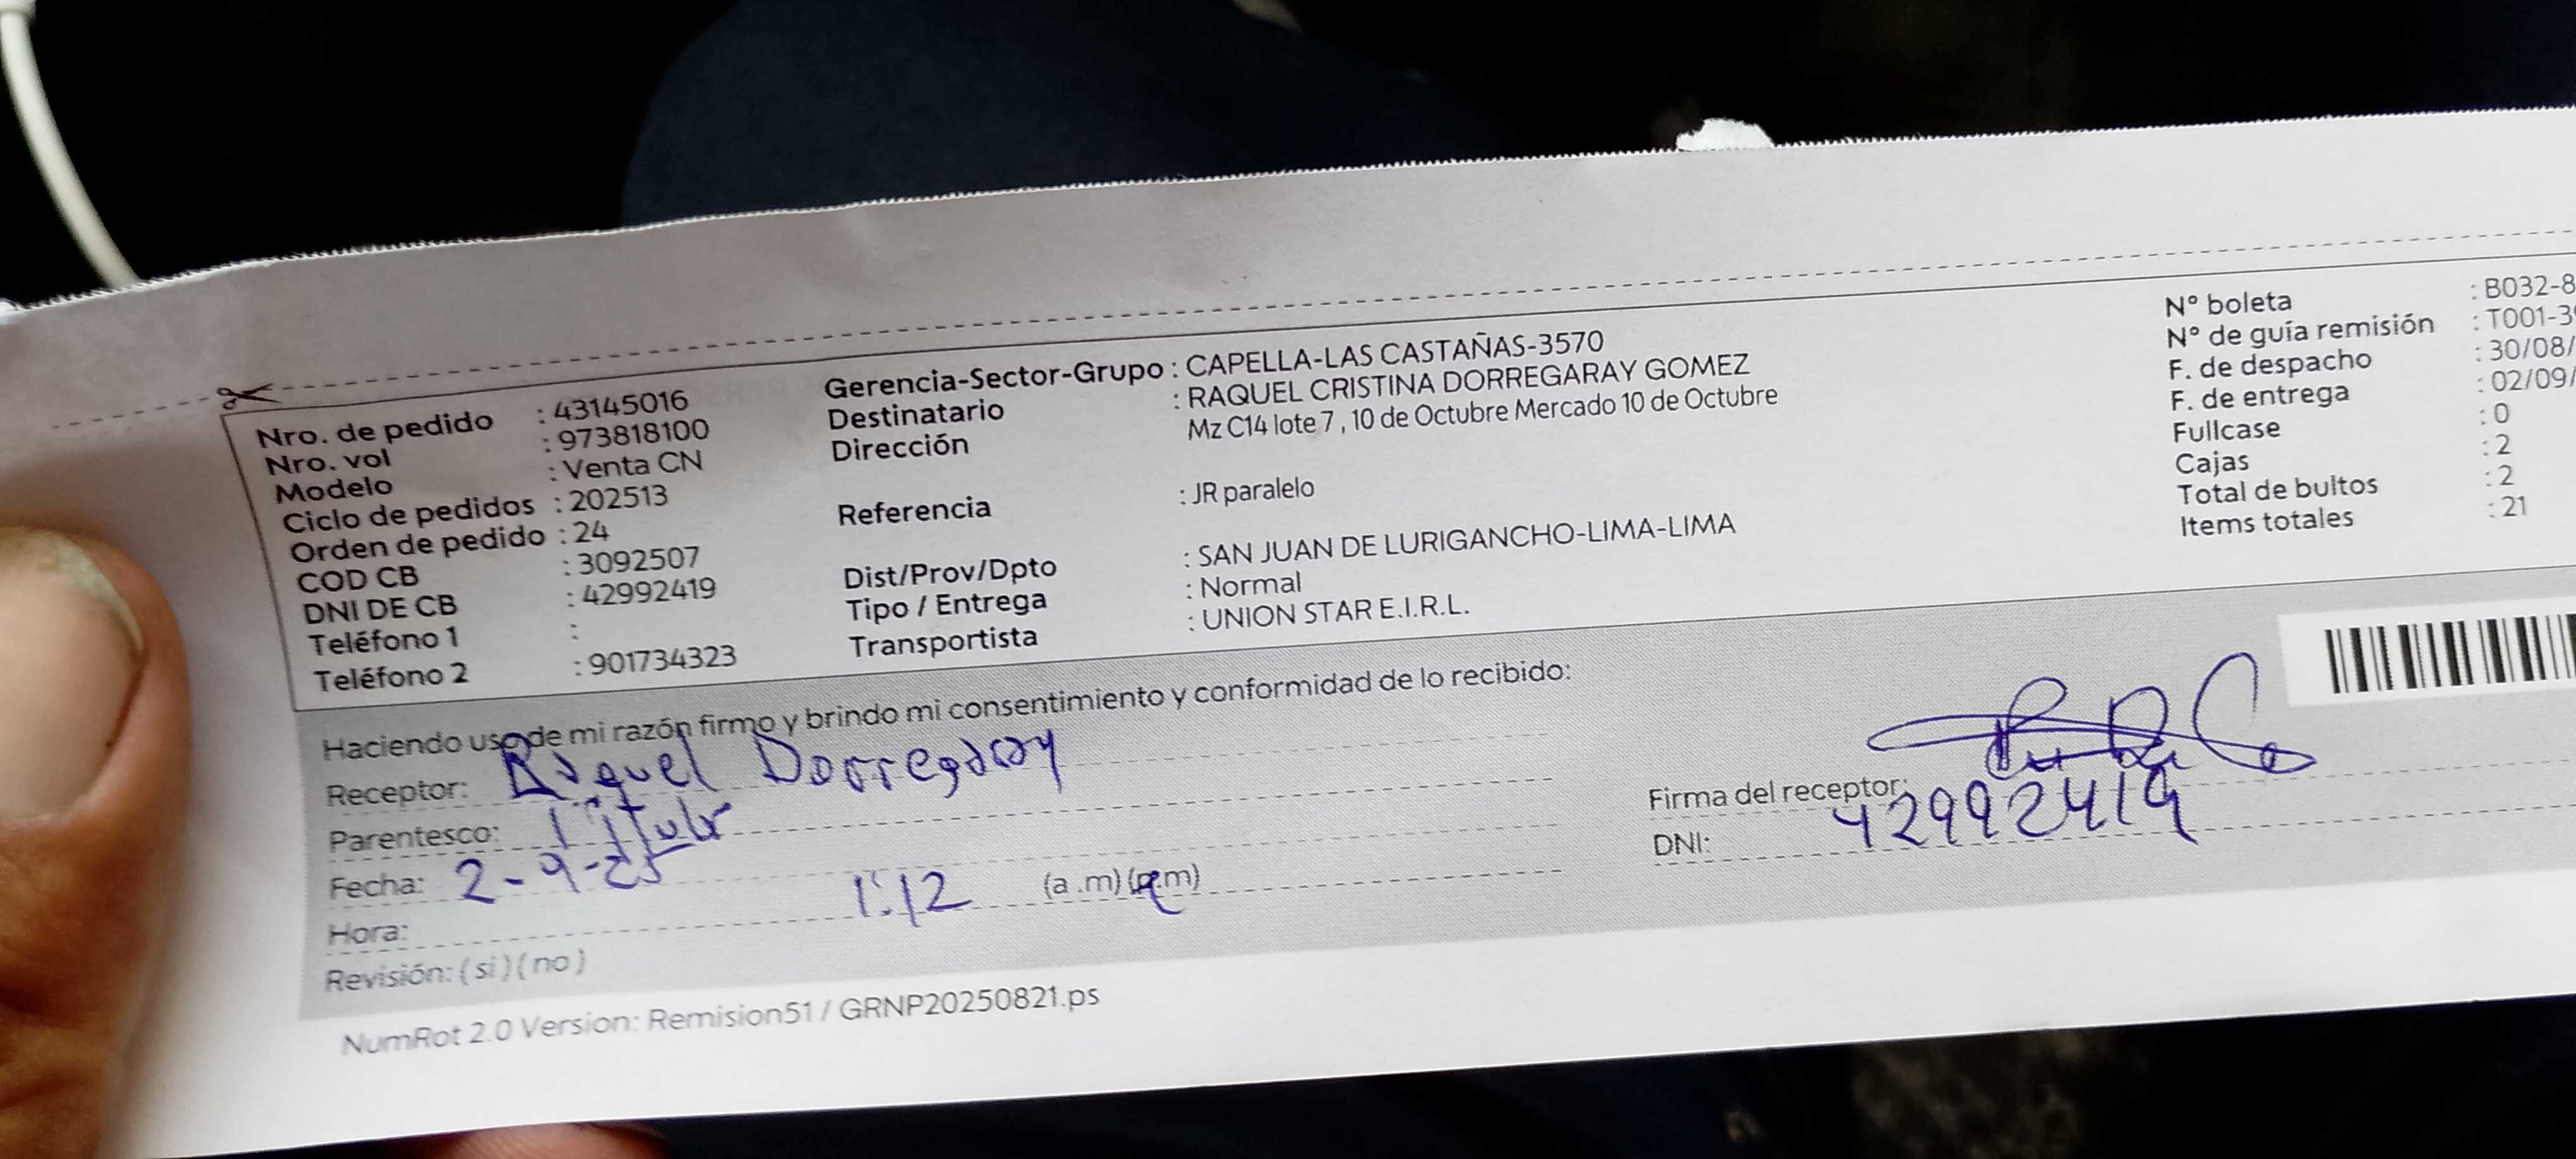 Nro. de pedido : 43145016
Nro. vol : 973818100
Modelo : Venta CN
Ciclo de pedidos : 202513
Orden de pedido : 24
COD CB : 3092507
DNI DE CB : 42992419
Teléfono 1 :
Teléfono 2 : 901734323
Gerencia-Sector-Grupo : CAPELLA-LAS CASTAÑAS-3570
Destinatario : RAQUEL CRISTINA DORREGARAY GOMEZ
Dirección Mz C14 lote 7 , 10 de Octubre Mercado 10 de Octubre
Referencia : JR paralelo
Dist/Prov/Dpto : SAN JUAN DE LURIGANCHO-LIMA-LIMA
Tipo / Entrega : Normal
Transportista : UNION STAR E.I.R.L.
N° boleta : B032-8
N° de guía remisión : T001-3
F. de despacho : 30/08/
F. de entrega : 02/09/
Fullcase : 0
Cajas : 2
Total de bultos : 2
Items totales : 21
Haciendo uso de mi razón firmo y brindo mi consentimiento y conformidad de lo recibido:
Receptor: Raquel Dorregaray
Parentesco: Titular
Fecha: 2-9-25
Hora: 1:12 (a .m) (p.m)
Revisión: ( si ) ( no )
Firma del receptor:
DNI: 42992419
NumRot 2.0 Version: Remision51 / GRNP20250821.ps